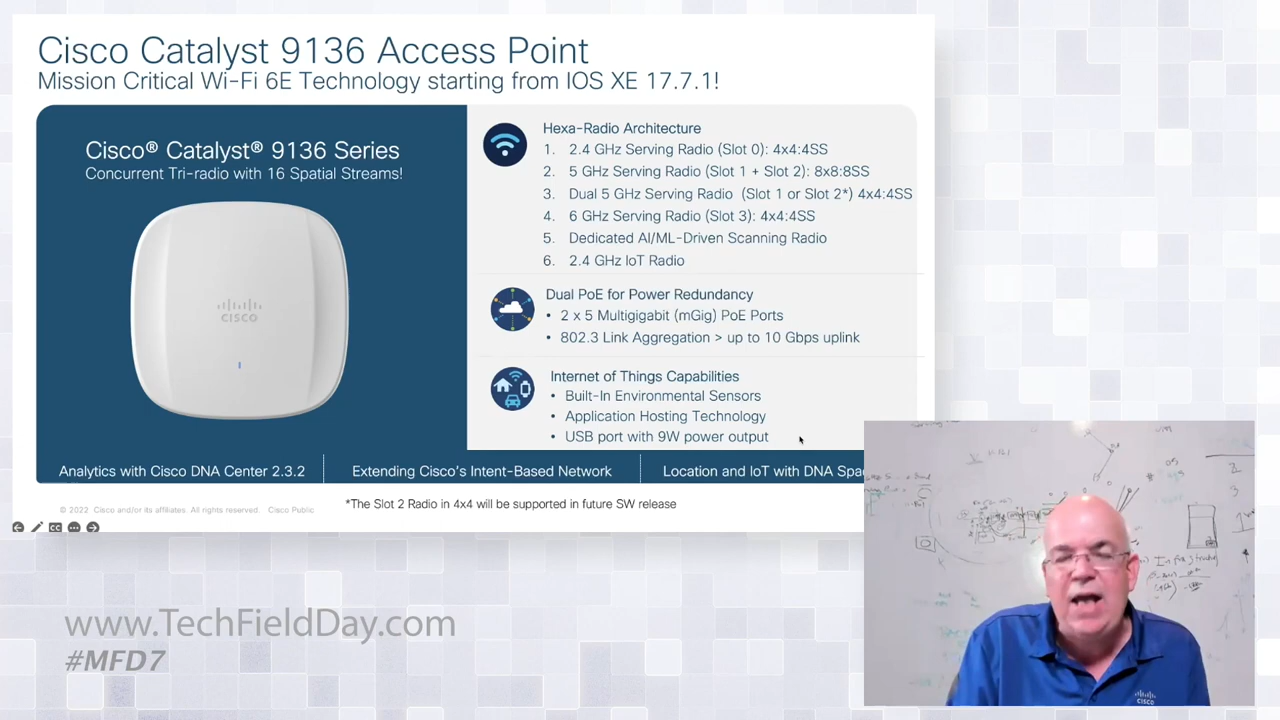 Cisco Catalyst 9136 Access Point
Mission Critical Wi-Fi 6E Technology starting from IOS XE 17.7.1!
Cisco® Catalyst® 9136 Series
Concurrent Tri-radio with 16 Spatial Streams!
CISCO
Hexa-Radio Architecture
1. 2.4 GHz Serving Radio (Slot 0): 4x4:4SS
2. 5 GHz Serving Radio (Slot 1 + Slot 2): 8x8:8SS
3. Dual 5 GHz Serving Radio (Slot 1 or Slot 2*) 4x4:4SS
4. 6 GHz Serving Radio (Slot 3): 4x4:4SS
5. Dedicated AI/ML-Driven Scanning Radio
6. 2.4 GHz IoT Radio
Dual PoE for Power Redundancy
• 2 x 5 Multigigabit (mGig) PoE Ports
• 802.3 Link Aggregation > up to 10 Gbps uplink
Internet of Things Capabilities
• Built-In Environmental Sensors
• Application Hosting Technology
• USB port with 9W power output
Analytics with Cisco DNA Center 2.3.2
Extending Cisco's Intent-Based Network
Location and IoT with DNA Spa
*The Slot 2 Radio in 4x4 will be supported in future SW release
© 2022 Cisco and/or its affiliates. All rights reserved. Cisco Public
www.TechFieldDay.com
#MFD7
CISCO